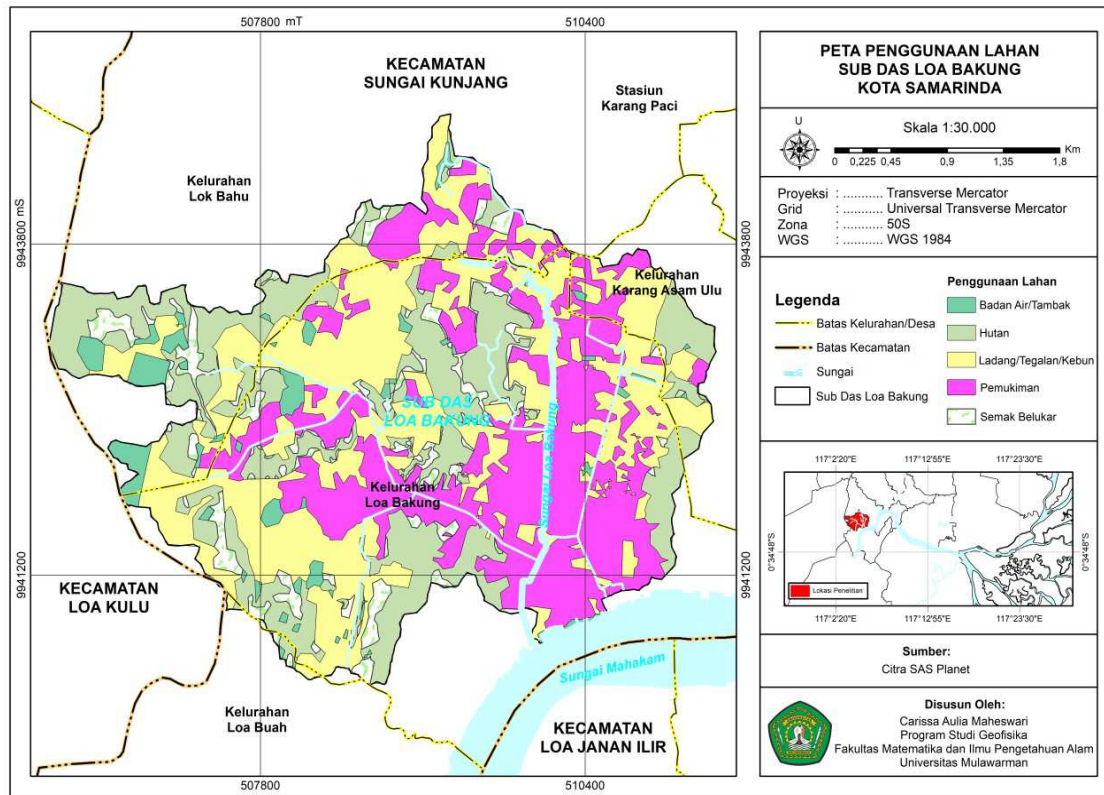 507800 mT
510400
KECAMATAN
SUNGAI KUNJANG
Stasiun
Karang Paci
Kelurahan
Lok Bahu
9943800 mS
9943800
Kelurahan
Karang Asam Ulu
SUB DAS
LOA BAKUNG
Sungai Loa Bakung
Kelurahan
Loa Bakung
9941200
9941200
KECAMATAN
LOA KULU
Sungai Mahakam
Kelurahan
Loa Buah
KECAMATAN
LOA JANAN ILIR
507800
510400
PETA PENGGUNAAN LAHAN
SUB DAS LOA BAKUNG
KOTA SAMARINDA
U
Skala 1:30.000
Km
0 0,225 0,45 0,9 1,35 1,8
Proyeksi : ........... Transverse Mercator
Grid : ........... Universal Transverse Mercator
Zona : ........... 50S
WGS : ........... WGS 1984
Legenda
Batas Kelurahan/Desa
Batas Kecamatan
Sungai
Sub Das Loa Bakung
Penggunaan Lahan
Badan Air/Tambak
Hutan
Ladang/Tegalan/Kebun
Pemukiman
Semak Belukar
117°2'20"E 117°12'55"E 117°23'30"E
0°34'48"S
0°34'48"S
Lokasi Penelitian
117°2'20"E 117°12'55"E 117°23'30"E
Sumber:
Citra SAS Planet
Disusun Oleh:
Carissa Aulia Maheswari
Program Studi Geofisika
Fakultas Matematika dan Ilmu Pengetahuan Alam
Universitas Mulawarman